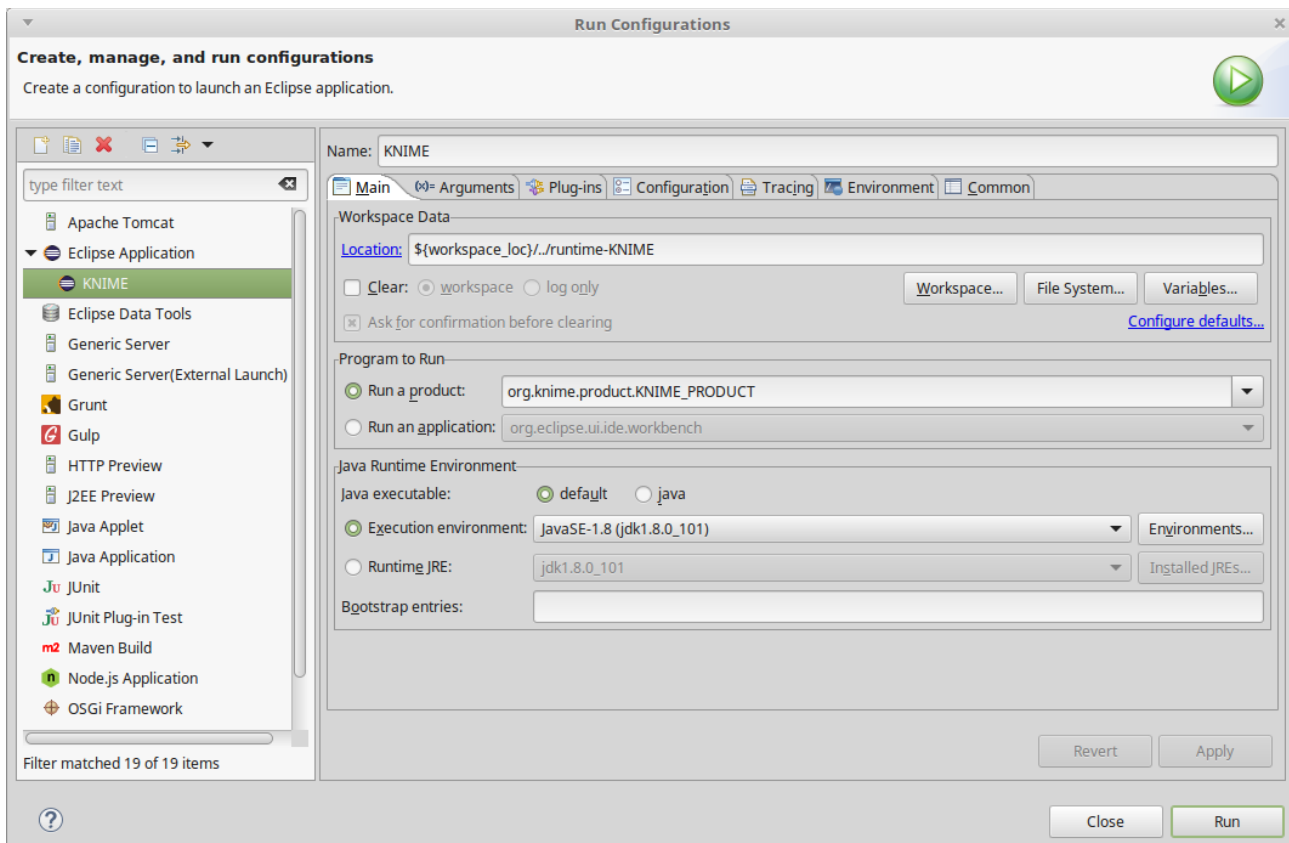 Run Configurations
Create, manage, and run configurations
Create a configuration to launch an Eclipse application.
type filter text
Apache Tomcat
Eclipse Application
KNIME
Eclipse Data Tools
Generic Server
Generic Server(External Launch)
Grunt
Gulp
HTTP Preview
J2EE Preview
Java Applet
Java Application
JUnit
JUnit Plug-in Test
m2 Maven Build
Node.js Application
OSGi Framework
Filter matched 19 of 19 items
Name: KNIME
Main (x)= Arguments Plug-ins Configuration Tracing Environment Common
Workspace Data
Location: ${workspace_loc}/../runtime-KNIME
Clear: workspace log only Workspace... File System... Variables...
Ask for confirmation before clearing Configure defaults...
Program to Run
Run a product: org.knime.product.KNIME_PRODUCT
Run an application: org.eclipse.ui.ide.workbench
Java Runtime Environment
Java executable: default java
Execution environment: JavaSE-1.8 (jdk1.8.0_101) Environments...
Runtime JRE: jdk1.8.0_101 Installed JREs...
Bootstrap entries:
Revert Apply
Close Run